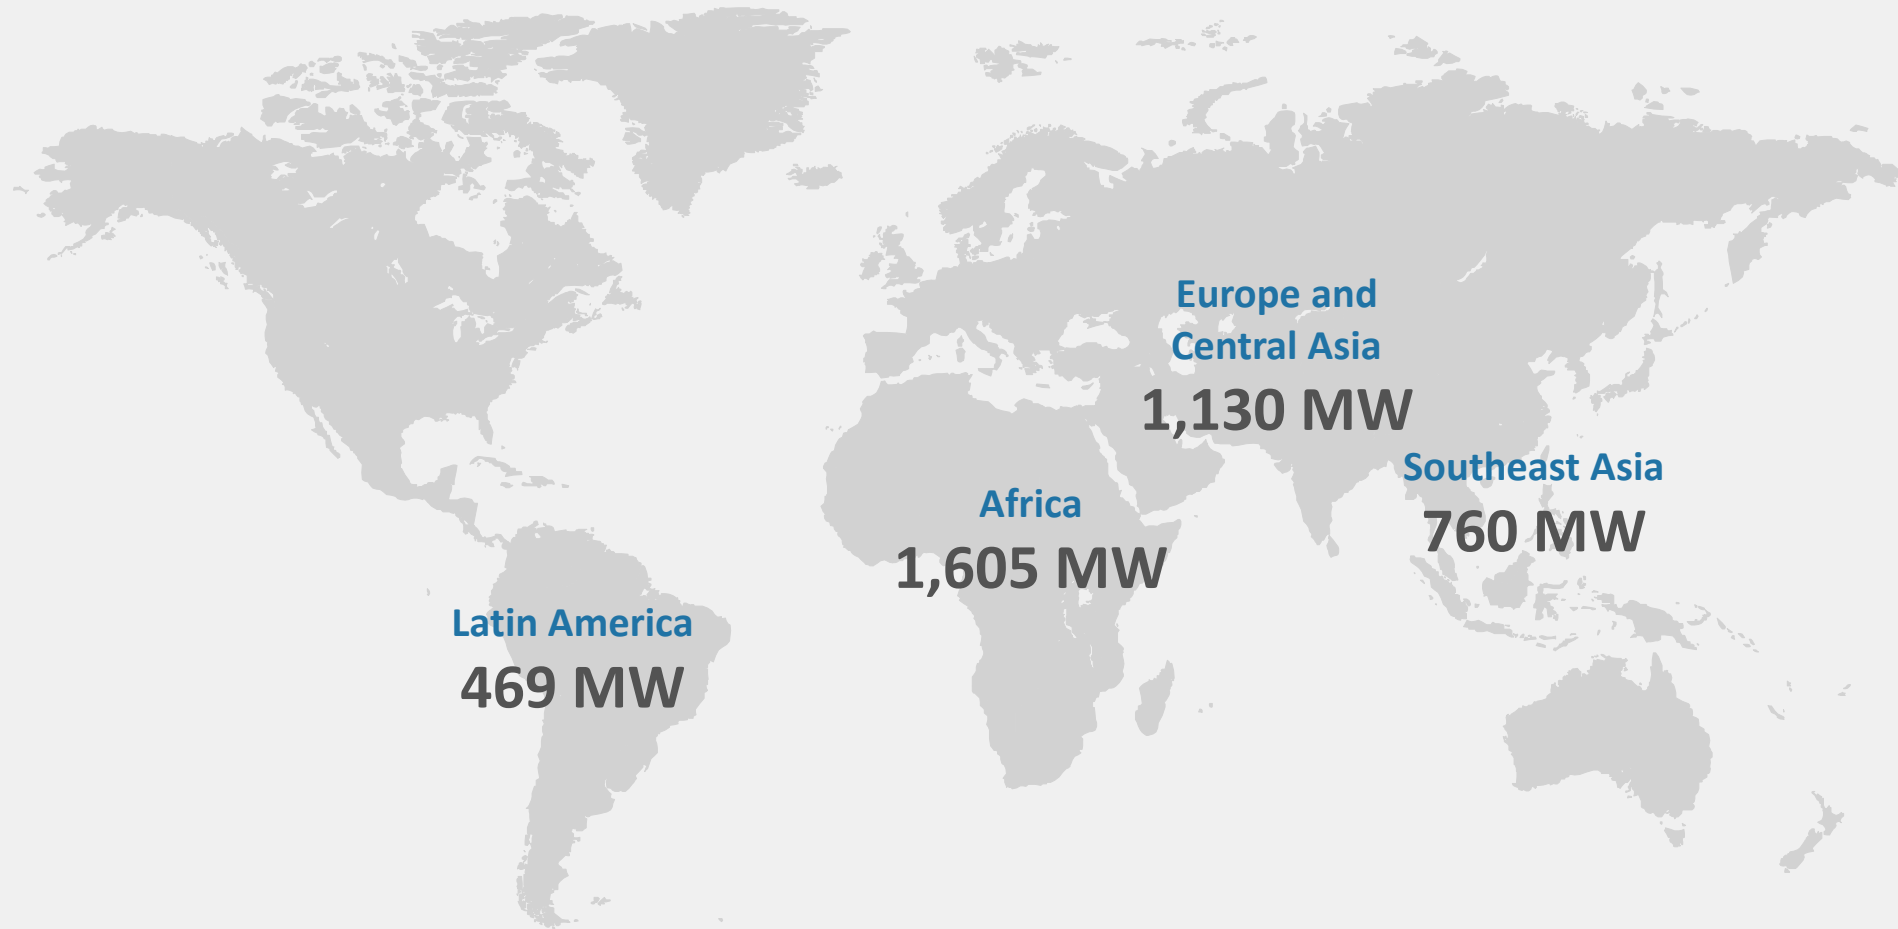 Europe and
Central Asia
1,130 MW
Southeast Asia
760 MW
Africa
1,605 MW
Latin America
469 MW